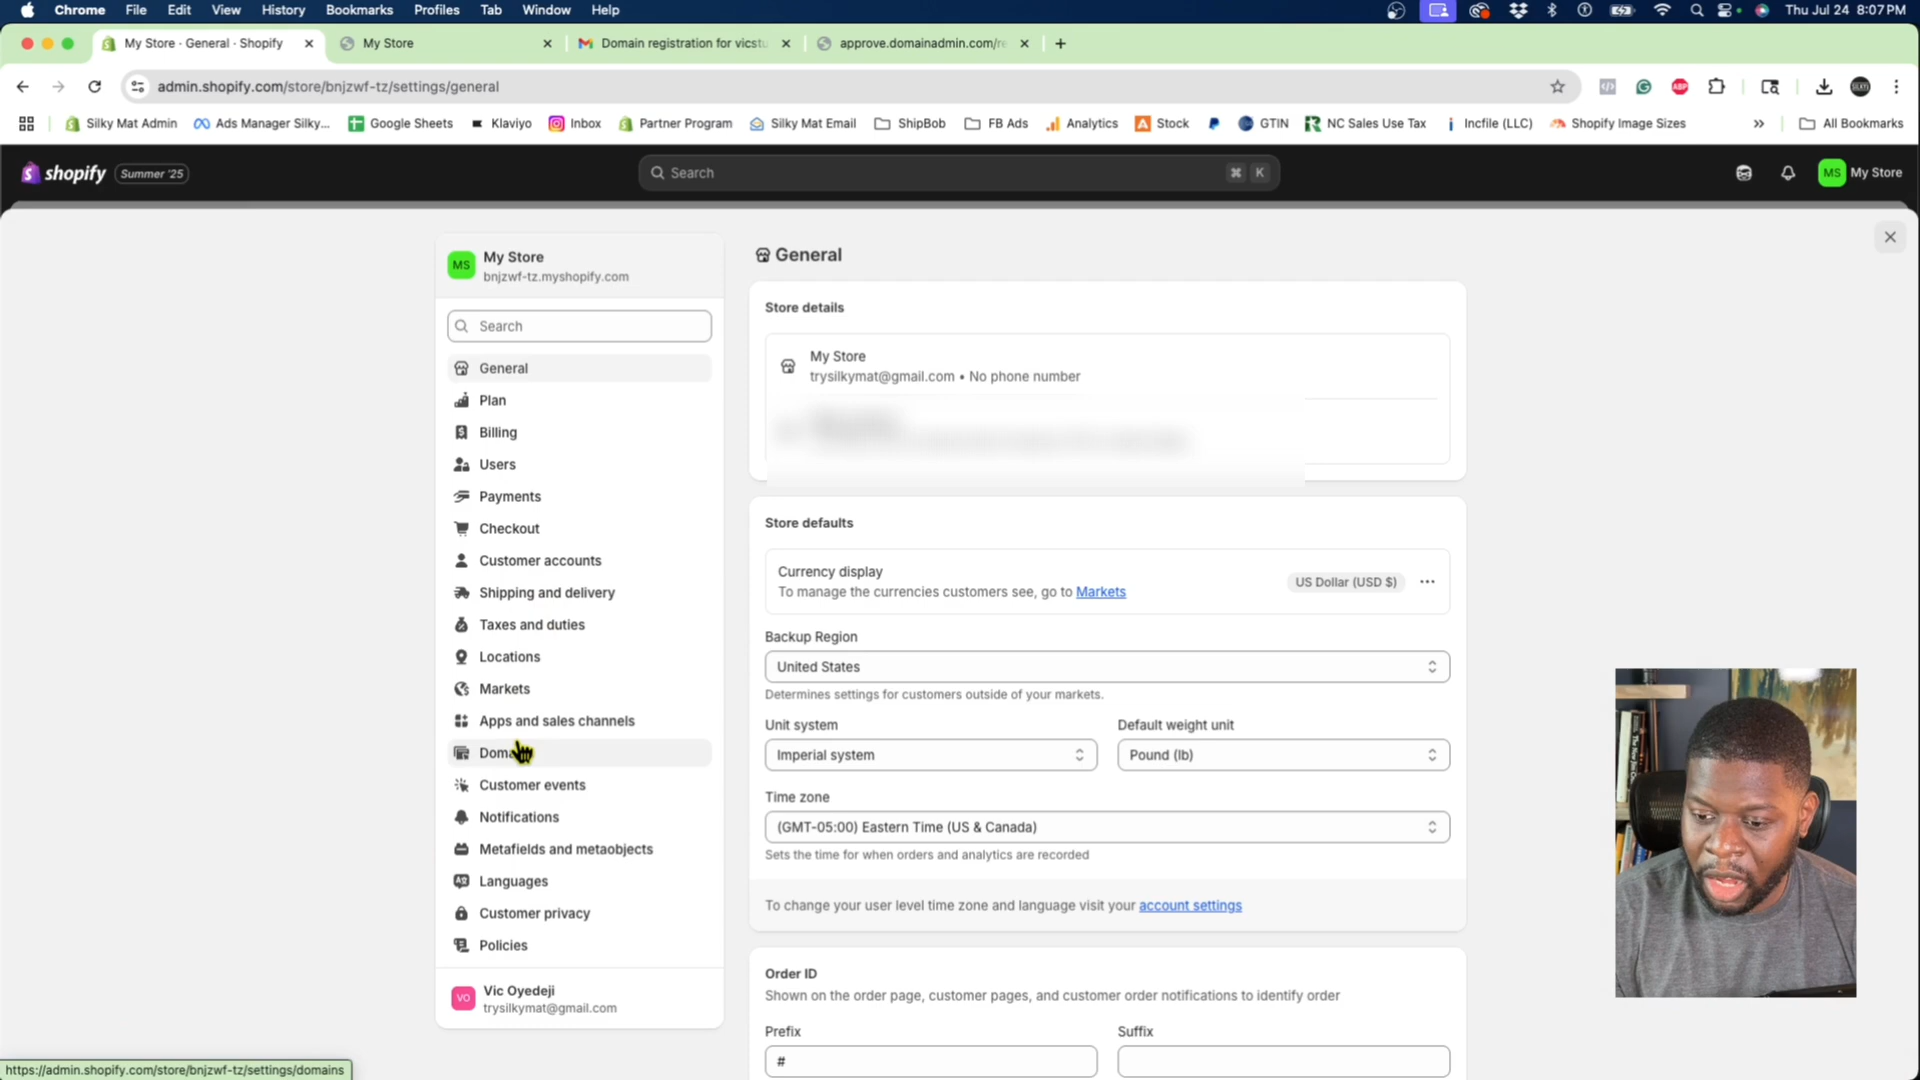 Chrome File Edit View History Bookmarks Profiles Tab Window Help Thu Jul 24 8:07 PM
My Store · General · Shopify My Store Domain registration for vicstu approve.domainadmin.com/re
admin.shopify.com/store/bnjzwf-tz/settings/general
Silky Mat Admin Ads Manager Silky... Google Sheets Klaviyo Inbox Partner Program Silky Mat Email ShipBob FB Ads Analytics Stock GTIN NC Sales Use Tax Incfile (LLC) Shopify Image Sizes » All Bookmarks
shopify Summer '25 Search ⌘ K MS My Store
MS My Store
bnjzwf-tz.myshopify.com
Search
General
Plan
Billing
Users
Payments
Checkout
Customer accounts
Shipping and delivery
Taxes and duties
Locations
Markets
Apps and sales channels
Customer events
Notifications
Metafields and metaobjects
Languages
Customer privacy
Policies
VO Vic Oyedeji
trysilkymat@gmail.com
General
Store details
My Store
trysilkymat@gmail.com • No phone number
Store defaults
Currency display
To manage the currencies customers see, go to Markets
US Dollar (USD $)
Backup Region
United States
Determines settings for customers outside of your markets.
Unit system Default weight unit
Imperial system Pound (lb)
Time zone
(GMT-05:00) Eastern Time (US & Canada)
Sets the time for when orders and analytics are recorded
To change your user level time zone and language visit your account settings
Order ID
Shown on the order page, customer pages, and customer order notifications to identify order
Prefix Suffix
#
https://admin.shopify.com/store/bnjzwf-tz/settings/domains